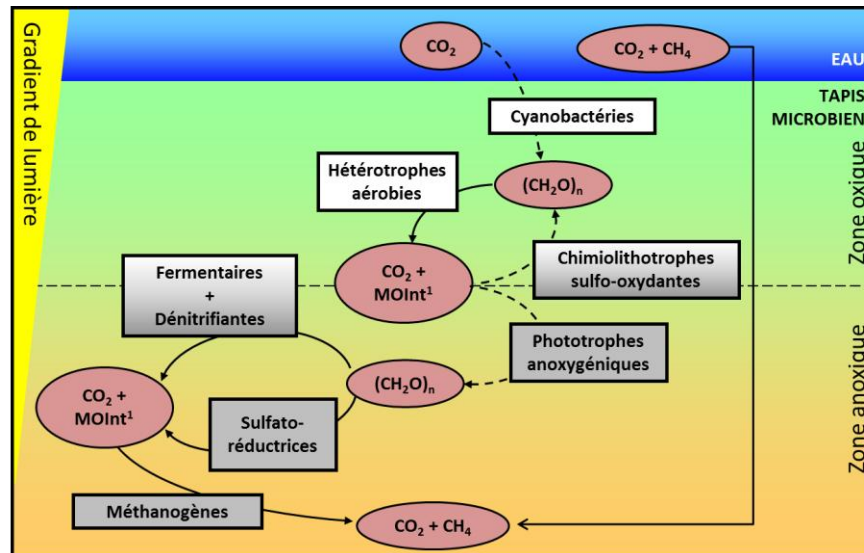 Gradient de lumière
CO2
CO2 + CH4
EAU
TAPIS
MICROBIEN
Cyanobactéries
Hétérotrophes
aérobies
(CH2O)n
Zone oxique
Fermentaires
+
Dénitrifiantes
CO2 +
MOInt1
Chimiolithotrophes
sulfo-oxydantes
Phototrophes
anoxygéniques
CO2 +
MOInt1
(CH2O)n
Sulfato-
réductrices
Zone anoxique
Méthanogènes
CO2 + CH4